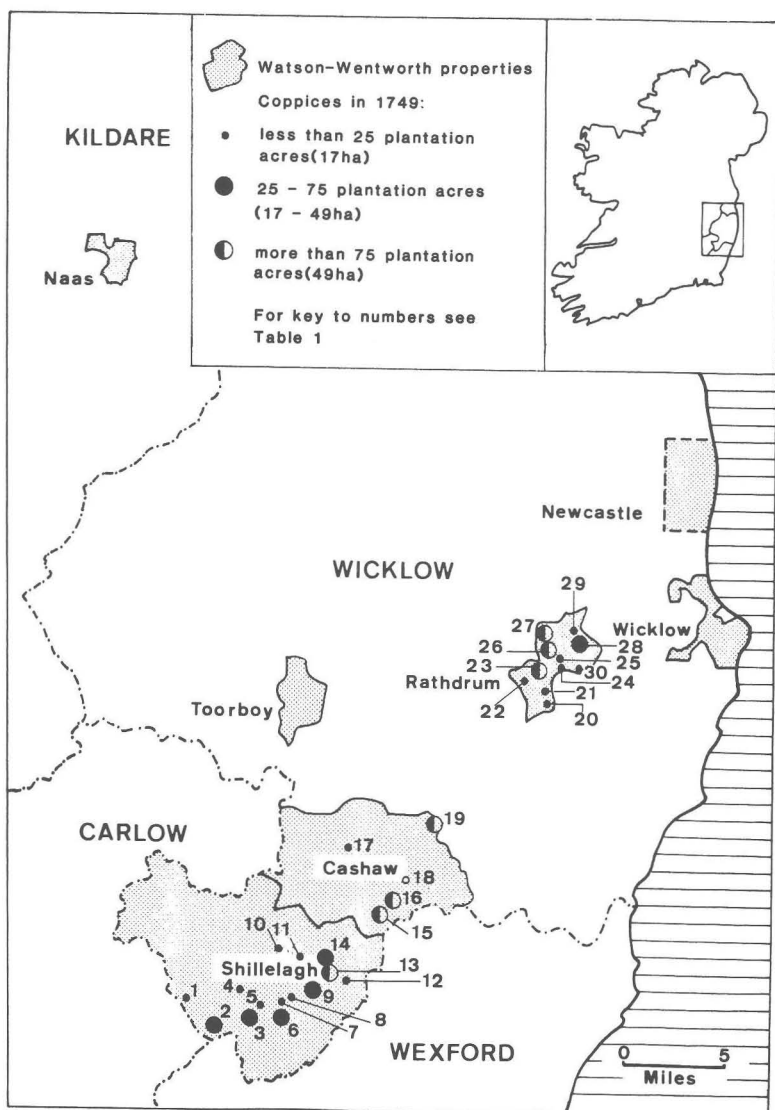 Watson-Wentworth properties
Coppices in 1749:
less than 25 plantation
acres(17ha)
25 - 75 plantation acres
(17 - 49ha)
more than 75 plantation
acres(49ha)
For key to numbers see
Table 1
KILDARE
Naas
Newcastle
WICKLOW
29
27
Wicklow
26
28
23
25
30
Rathdrum
24
22
21
20
Toorboy
CARLOW
19
17
Cashaw
18
16
15
10
11
14
Shillelagh
13
12
4
1
5
9
8
2
3
6
7
WEXFORD
0
5
Miles